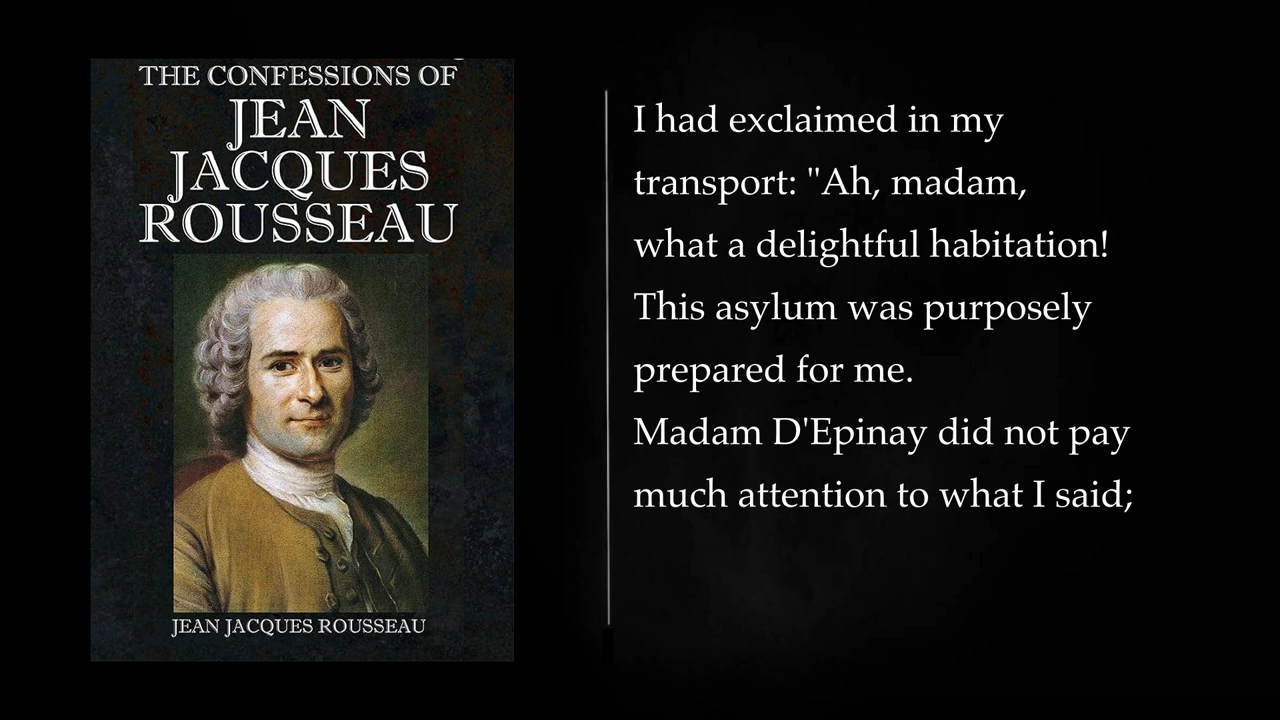 THE CONFESSIONS OF
JEAN
JACQUES
ROUSSEAU
JEAN JACQUES ROUSSEAU
I had exclaimed in my
transport: "Ah, madam,
what a delightful habitation!
This asylum was purposely
prepared for me.
Madam D'Epinay did not pay
much attention to what I said;